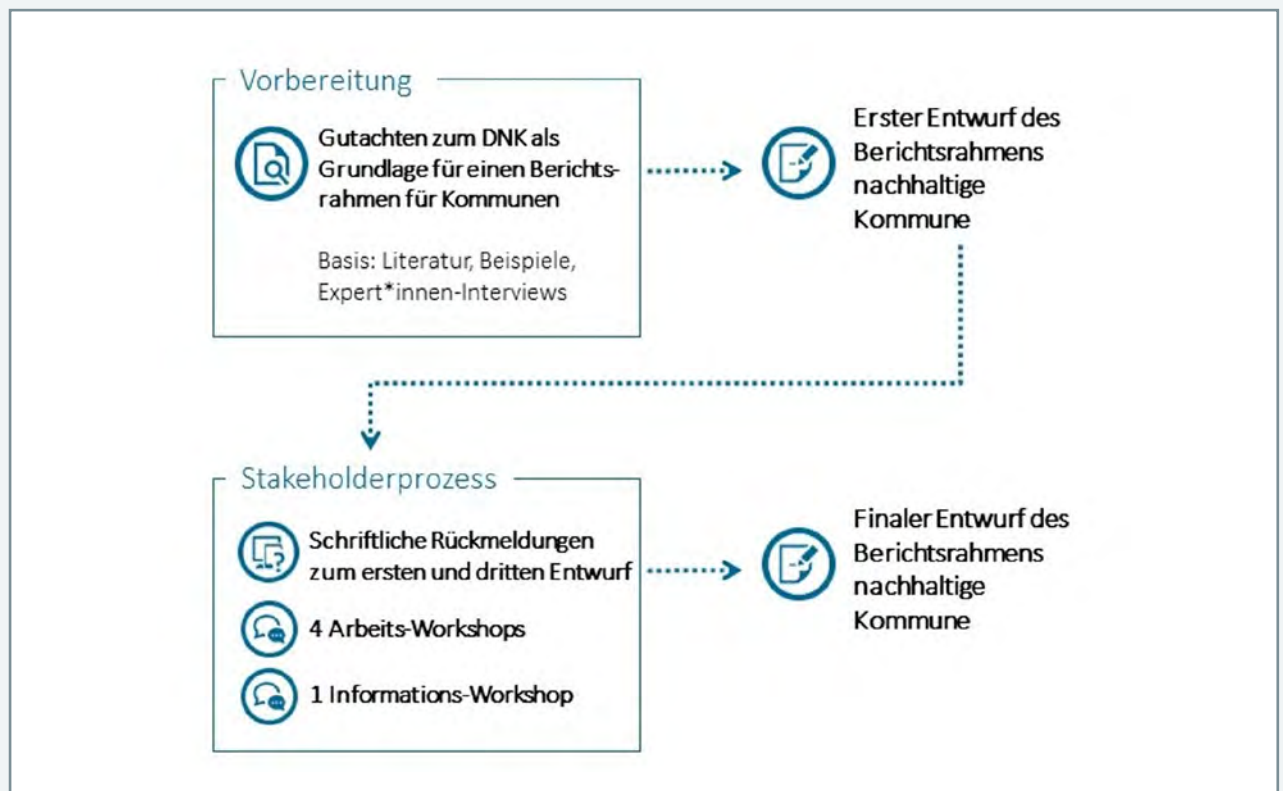 Vorbereitung
Gutachten zum DNK als
Grundlage für einen Berichts-
rahmen für Kommunen
Basis: Literatur, Beispiele,
Expert*innen-Interviews
Erster Entwurf des
Berichtsrahmens
nachhaltige
Kommune
Stakeholderprozess
Schriftliche Rückmeldungen
zum ersten und dritten Entwurf
4 Arbeits-Workshops
1 Informations-Workshop
Finaler Entwurf des
Berichtsrahmens
nachhaltige
Kommune